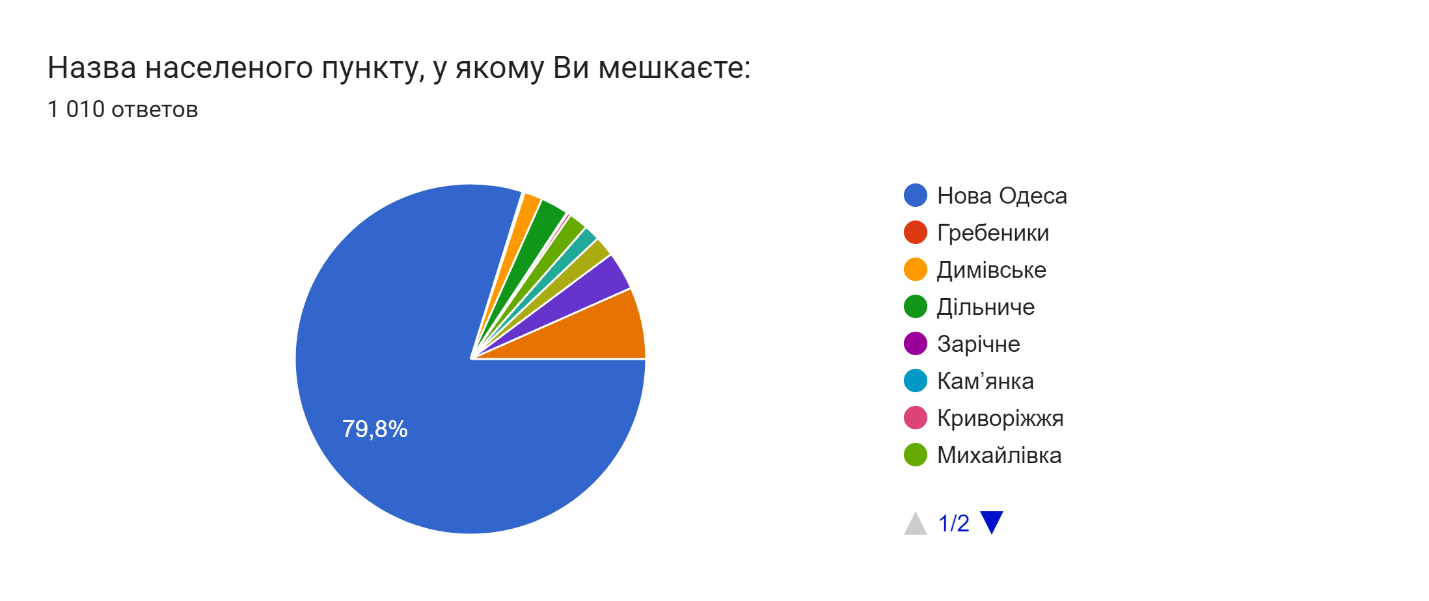 Назва населеного пункту, у якому Ви мешкаєте:
1 010 ответов
79,8%
Нова Одеса
Гребеники
Димівське
Дільниче
Зарічне
Кам’янка
Криворіжжя
Михайлівка
1/2